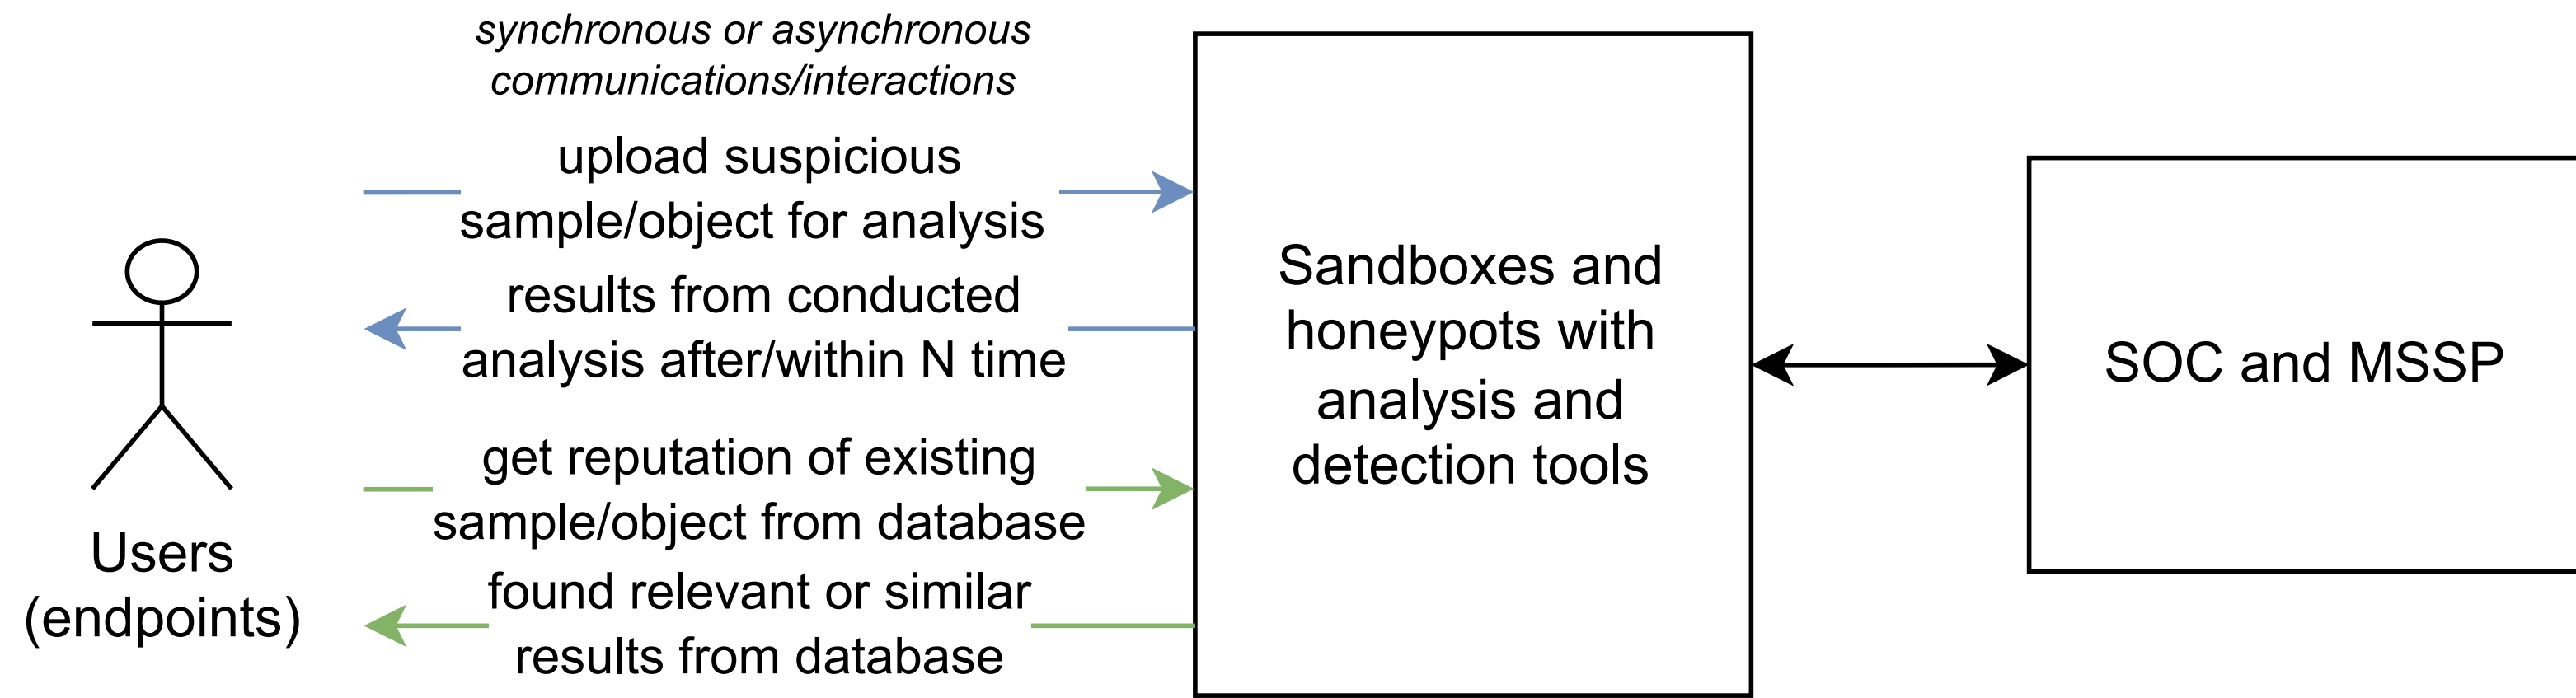 synchronous or asynchronous
communications/interactions
upload suspicious
sample/object for analysis
results from conducted
analysis after/within N time
get reputation of existing
sample/object from database
found relevant or similar
results from database
Users
(endpoints)
Sandboxes and
honeypots with
analysis and
detection tools
SOC and MSSP